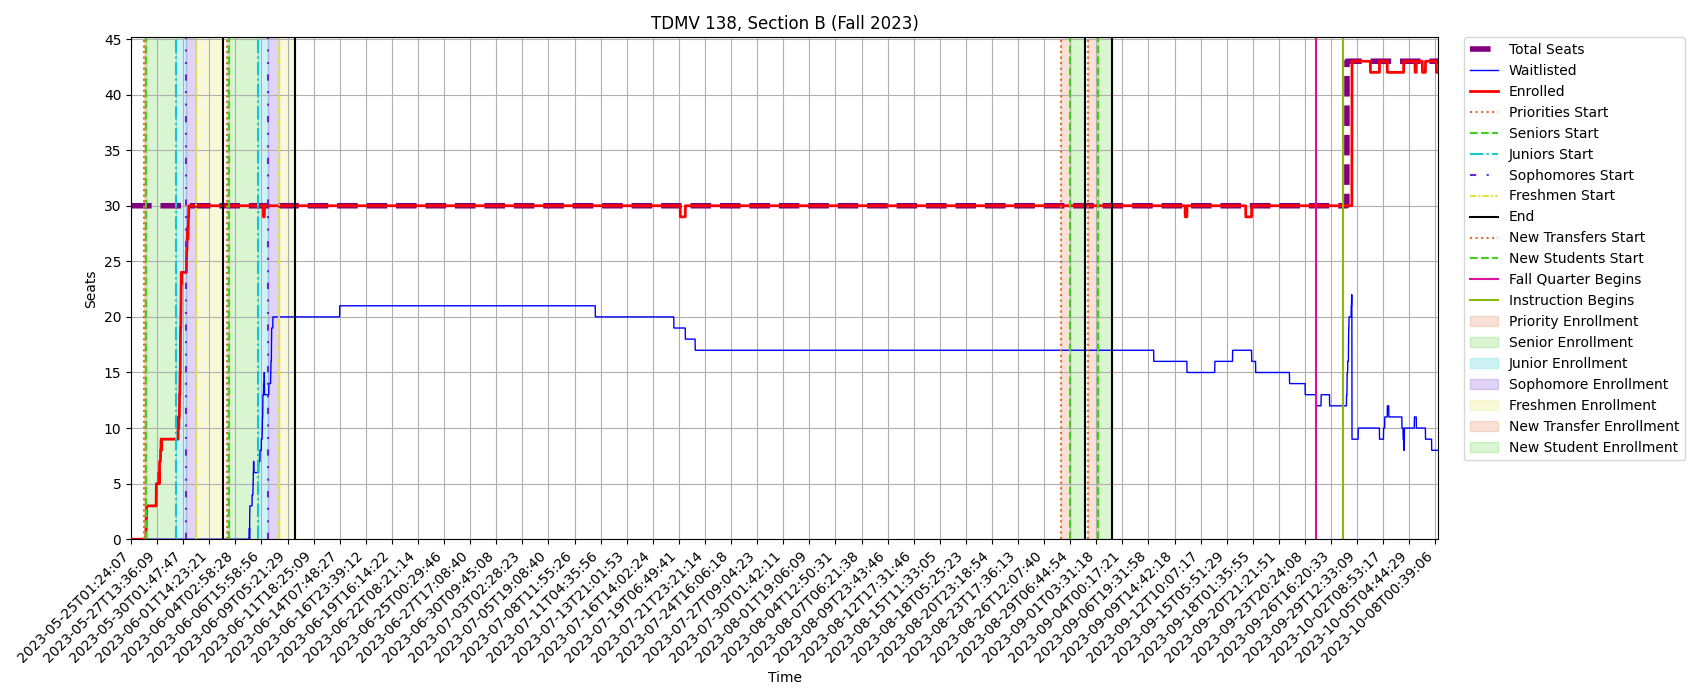 TDMV 138, Section B (Fall 2023)
Seats
45
40
35
30
25
20
15
10
5
0
2023-05-25T01:24:07
2023-05-27T13:36:09
2023-05-30T01:47:47
2023-06-01T14:23:21
2023-06-04T02:58:28
2023-06-06T15:58:56
2023-06-09T05:21:29
2023-06-11T18:25:09
2023-06-14T07:48:27
2023-06-16T23:39:12
2023-06-19T16:14:22
2023-06-22T08:21:14
2023-06-25T00:29:46
2023-06-27T17:08:40
2023-06-30T09:45:08
2023-07-03T02:28:23
2023-07-05T19:08:40
2023-07-08T11:55:26
2023-07-11T04:35:56
2023-07-13T21:01:53
2023-07-16T14:02:24
2023-07-19T06:49:41
2023-07-21T23:21:14
2023-07-24T16:06:18
2023-07-27T09:04:23
2023-07-30T01:42:11
2023-08-01T19:06:09
2023-08-04T12:50:31
2023-08-07T06:21:38
2023-08-09T23:43:46
2023-08-12T17:31:46
2023-08-15T11:33:05
2023-08-18T05:25:23
2023-08-20T23:18:54
2023-08-23T17:36:13
2023-08-26T12:07:40
2023-08-29T06:44:54
2023-09-01T03:31:18
2023-09-04T00:17:21
2023-09-06T19:31:58
2023-09-09T14:42:18
2023-09-12T10:07:17
2023-09-15T05:51:29
2023-09-18T01:35:55
2023-09-20T21:21:51
2023-09-23T20:24:08
2023-09-26T16:20:33
2023-09-29T12:33:09
2023-10-02T08:53:17
2023-10-05T04:44:29
2023-10-08T00:39:06
Time
Total Seats
Waitlisted
Enrolled
Priorities Start
Seniors Start
Juniors Start
Sophomores Start
Freshmen Start
End
New Transfers Start
New Students Start
Fall Quarter Begins
Instruction Begins
Priority Enrollment
Senior Enrollment
Junior Enrollment
Sophomore Enrollment
Freshmen Enrollment
New Transfer Enrollment
New Student Enrollment